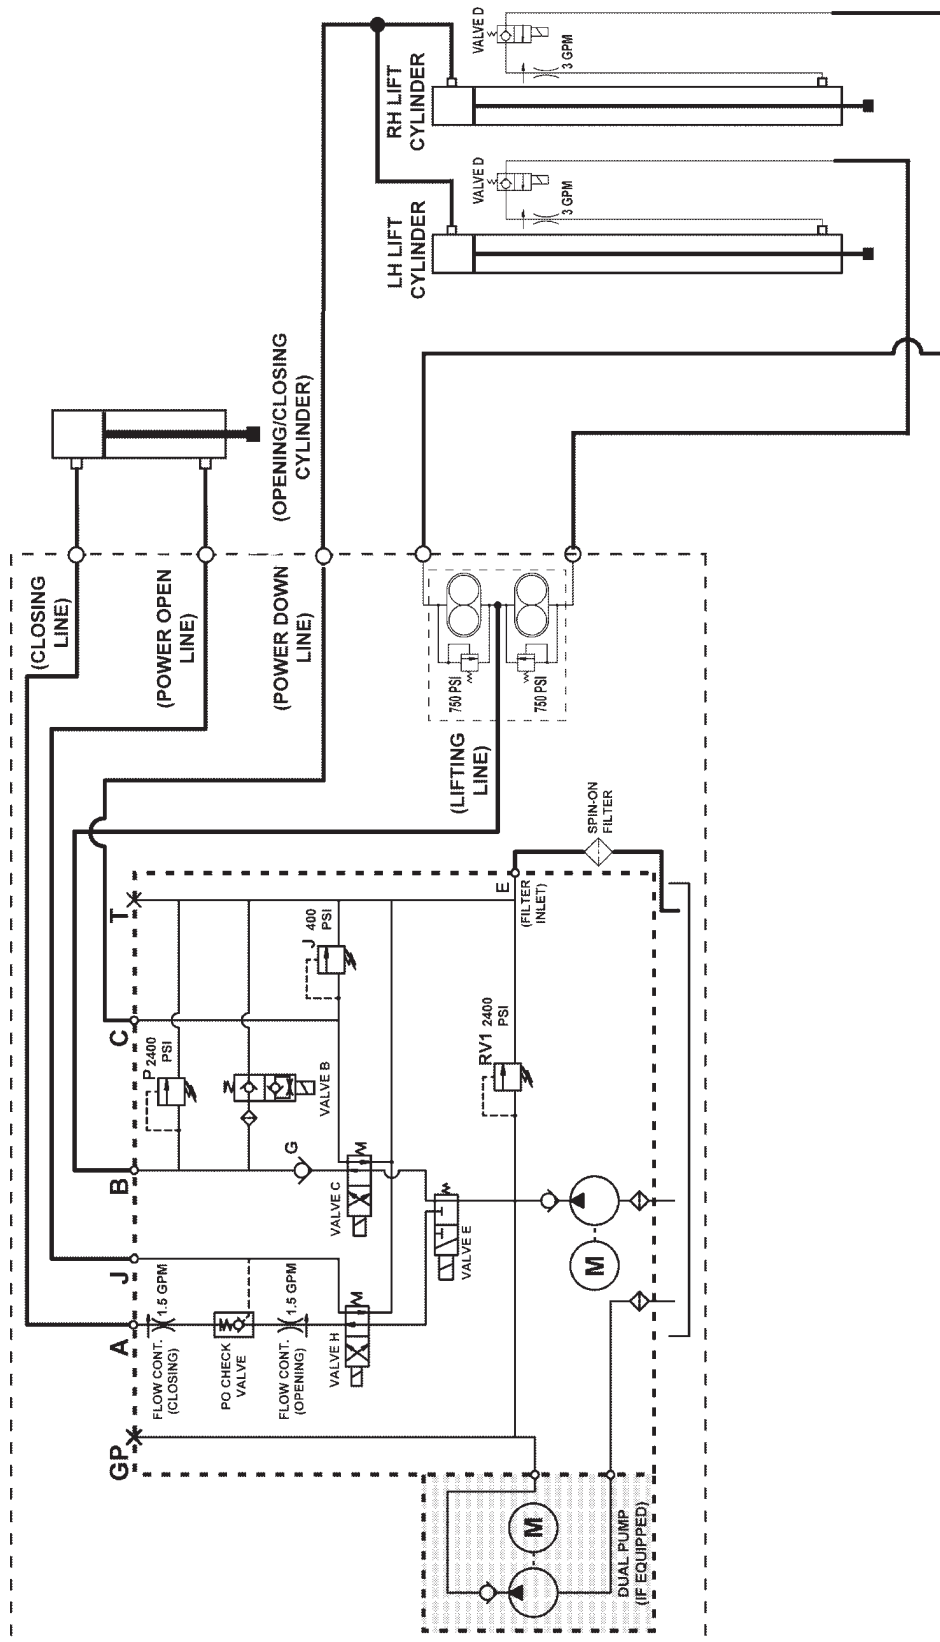 VALVE D
3 GPM
RH LIFT
CYLINDER
VALVE D
3 GPM
LH LIFT
CYLINDER
(OPENING/CLOSING
CYLINDER)
(CLOSING
LINE)
(POWER OPEN
LINE)
(POWER DOWN
LINE)
750 PSI
750 PSI
(LIFTING
LINE)
SPIN-ON
FILTER
E
(FILTER
INLET)
T
J 400
PSI
C
P 2400
PSI
VALVE B
RV1 2400
PSI
B
G
VALVE C
VALVE E
M
J
A
1.5 GPM
FLOW CONT.
(CLOSING)
PO CHECK
VALVE
1.5 GPM
FLOW CONT.
(OPENING)
VALVE H
GP
M
DUAL PUMP
(IF EQUIPPED)